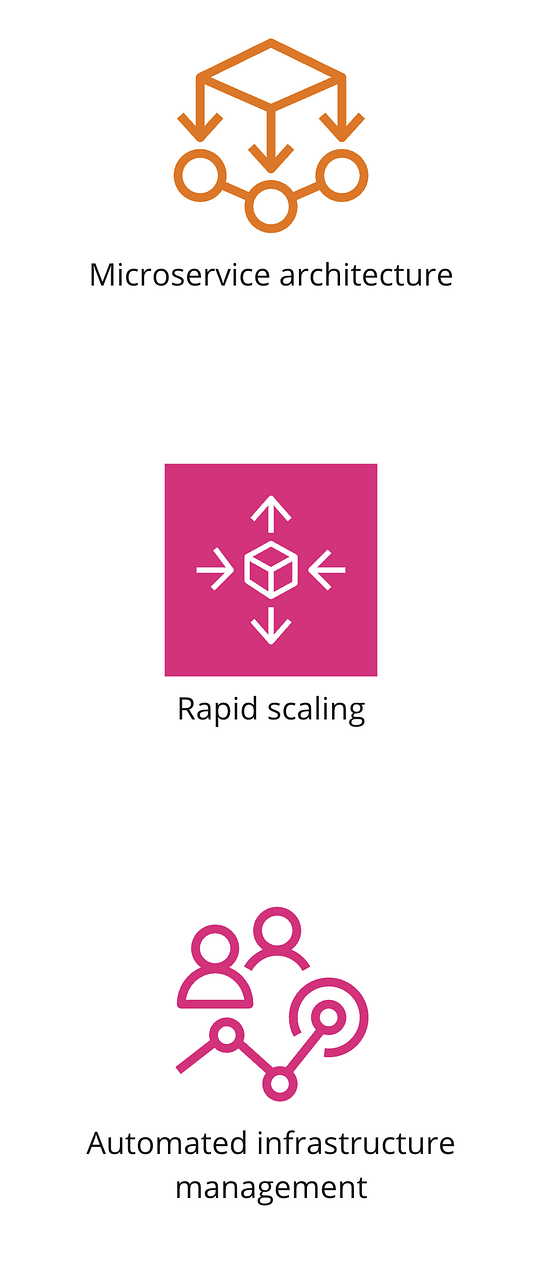 Microservice architecture
Rapid scaling
Automated infrastructure
management